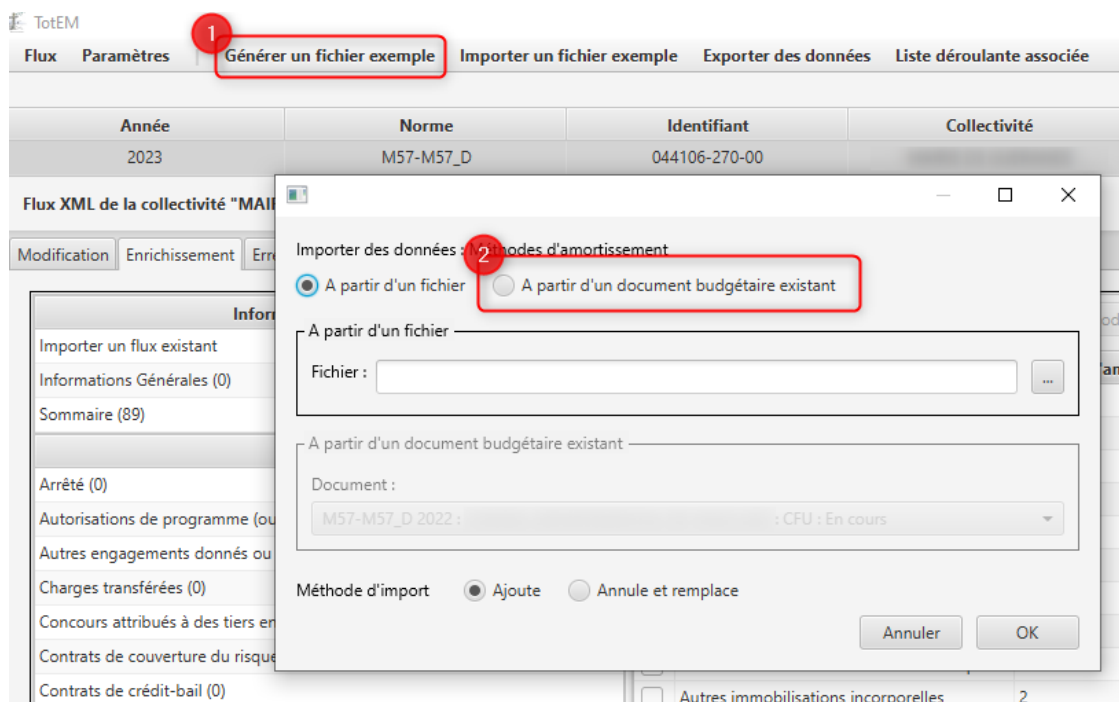 TotEM
1
Flux Paramètres Générer un fichier exemple Importer un fichier exemple Exporter des données Liste déroulante associée
Année Norme Identifiant Collectivité
2023 M57-M57_D 044106-270-00
Flux XML de la collectivité "MAIR
Modification Enrichissement Erre
Importer des données : Méthodes d'amortissement
2
A partir d'un fichier A partir d'un document budgétaire existant
Infor
A partir d'un fichier
Importer un flux existant
Fichier : ...
Informations Générales (0)
Sommaire (89)
A partir d'un document budgétaire existant
Arrêté (0)
Document :
Autorisations de programme (ou
M57-M57_D 2022 : : CFU : En cours
Autres engagements donnés ou
Charges transférées (0)
Méthode d'import Ajoute Annule et remplace
Concours attribués à des tiers en
Annuler OK
Contrats de couverture du risque
Contrats de crédit-bail (0)
Autres immobilisations incorporelles 2